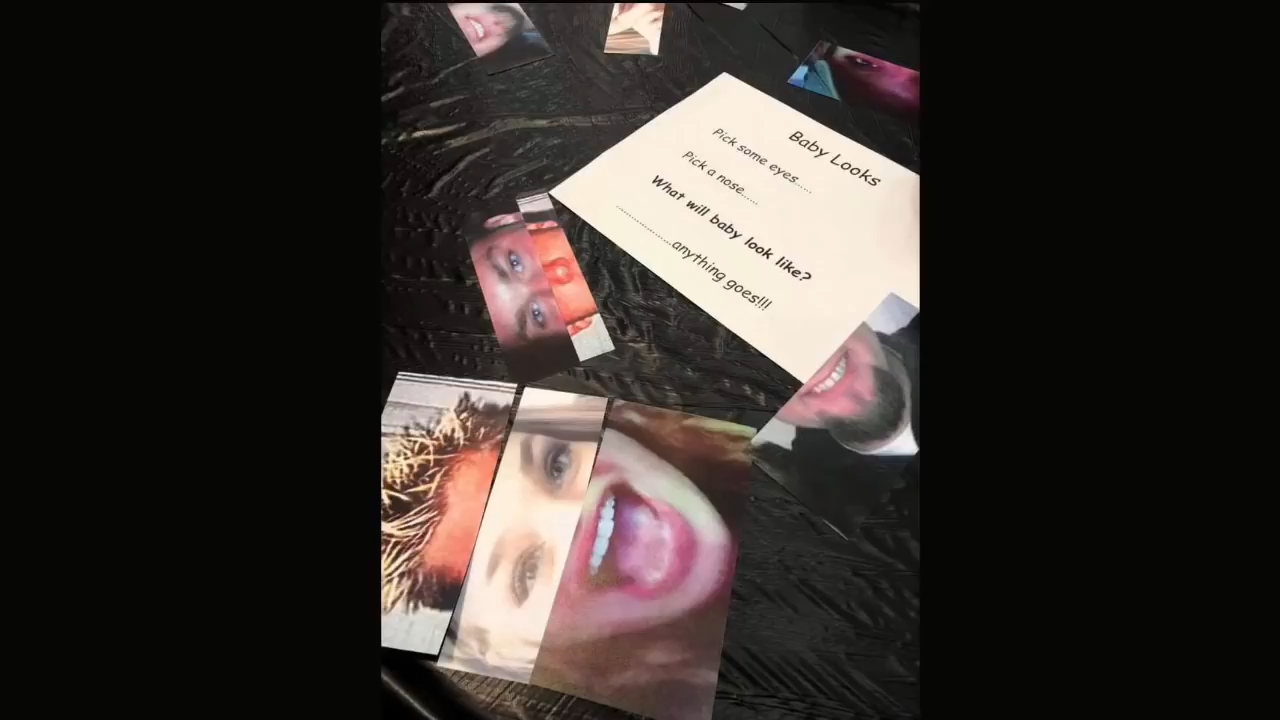 Baby Looks
Pick some eyes.....
Pick a nose.....
What will baby look like?
...................anything goes!!!